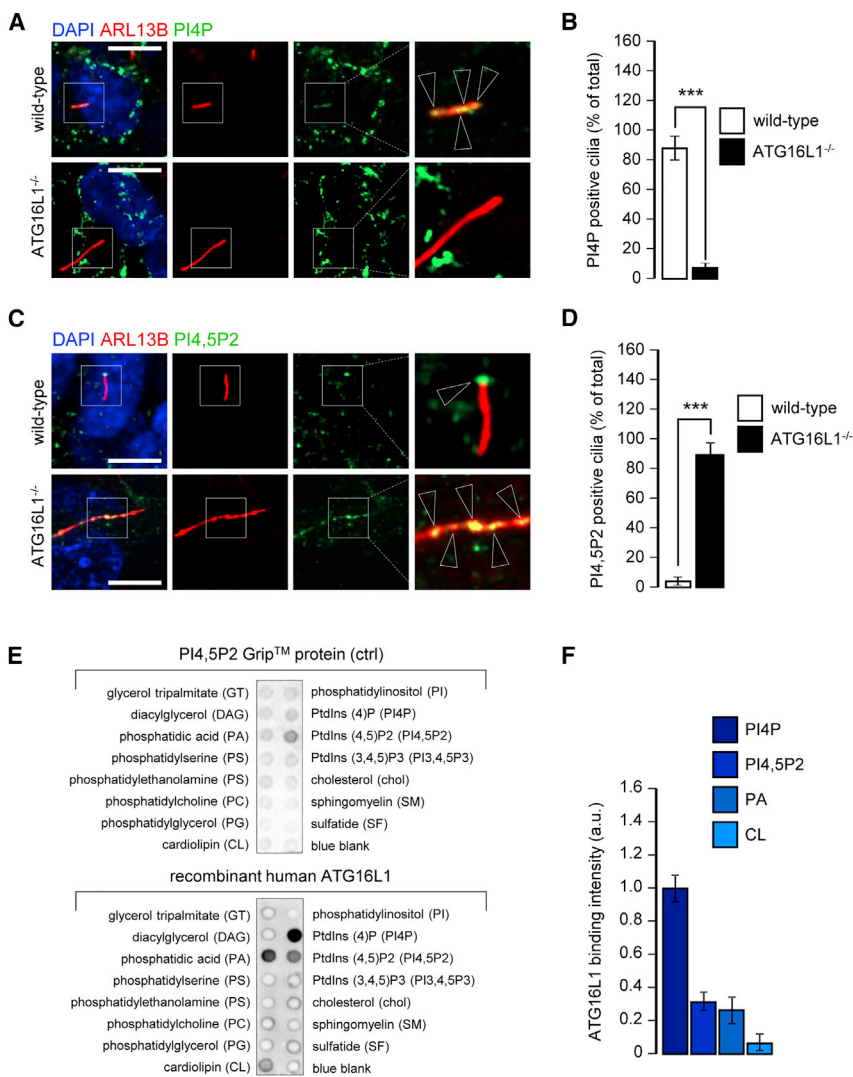 A
DAPI ARL13B PI4P
wild-type
ATG16L1-/-
B
PI4P positive cilia (% of total)
160
140
120
100
80
60
40
20
0
***
wild-type
ATG16L1-/-
C
DAPI ARL13B PI4,5P2
wild-type
ATG16L1-/-
D
PI4,5P2 positive cilia (% of total)
160
140
120
100
80
60
40
20
0
***
wild-type
ATG16L1-/-
E
PI4,5P2 Grip™ protein (ctrl)
glycerol tripalmitate (GT) phosphatidylinositol (PI)
diacylglycerol (DAG) PtdIns (4)P (PI4P)
phosphatidic acid (PA) PtdIns (4,5)P2 (PI4,5P2)
phosphatidylserine (PS) PtdIns (3,4,5)P3 (PI3,4,5P3)
phosphatidylethanolamine (PS) cholesterol (chol)
phosphatidylcholine (PC) sphingomyelin (SM)
phosphatidylglycerol (PG) sulfatide (SF)
cardiolipin (CL) blue blank
recombinant human ATG16L1
glycerol tripalmitate (GT) phosphatidylinositol (PI)
diacylglycerol (DAG) PtdIns (4)P (PI4P)
phosphatidic acid (PA) PtdIns (4,5)P2 (PI4,5P2)
phosphatidylserine (PS) PtdIns (3,4,5)P3 (PI3,4,5P3)
phosphatidylethanolamine (PS) cholesterol (chol)
phosphatidylcholine (PC) sphingomyelin (SM)
phosphatidylglycerol (PG) sulfatide (SF)
cardiolipin (CL) blue blank
F
PI4P
PI4,5P2
PA
CL
ATG16L1 binding intensity (a.u.)
1.6
1.4
1.2
1.0
0.8
0.6
0.4
0.2
0